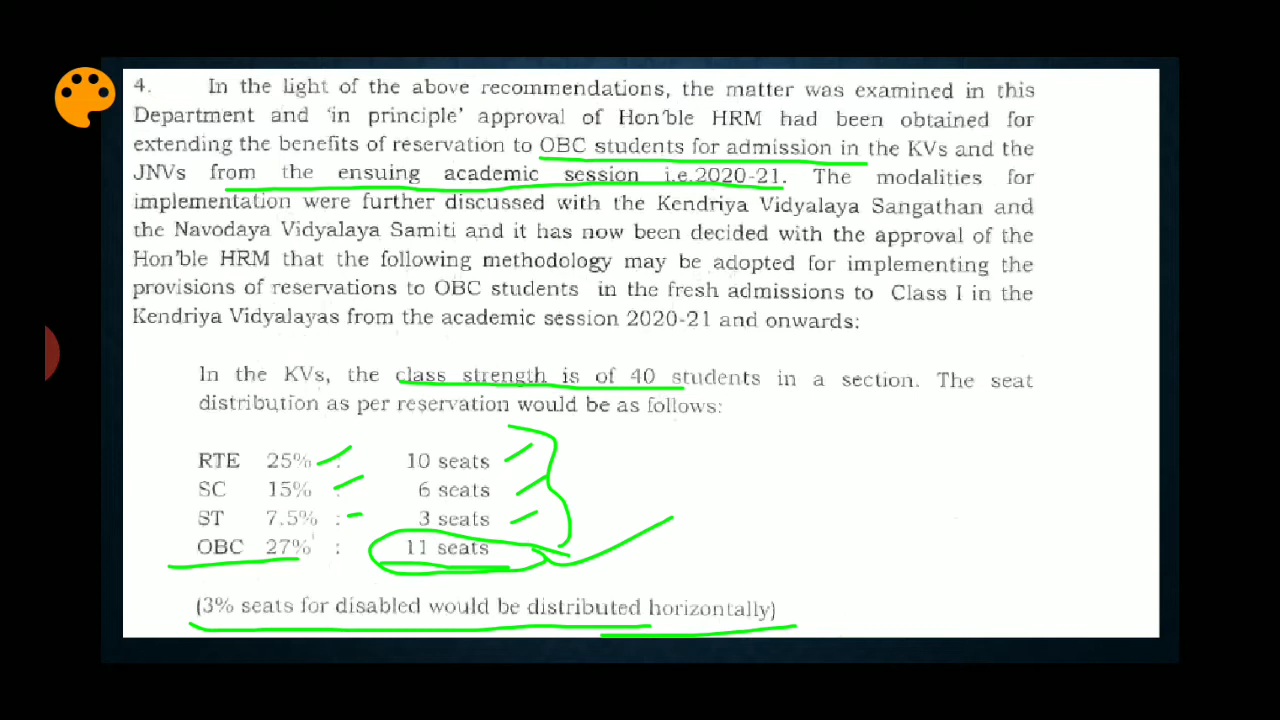 4. In the light of the above recommendations, the matter was examined in this
Department and 'in principle' approval of Hon'ble HRM had been obtained for
extending the benefits of reservation to OBC students for admission in the KVs and the
JNVs from the ensuing academic session i.e.2020-21. The modalities for
implementation were further discussed with the Kendriya Vidyalaya Sangathan and
the Navodaya Vidyalaya Samiti and it has now been decided with the approval of the
Hon'ble HRM that the following methodology may be adopted for implementing the
provisions of reservations to OBC students in the fresh admissions to Class I in the
Kendriya Vidyalayas from the academic session 2020-21 and onwards:
In the KVs, the class strength is of 40 students in a section. The seat
distribution as per reservation would be as follows:
RTE 25% : 10 seats
SC 15% : 6 seats
ST 7.5% : 3 seats
OBC 27% : 11 seats
(3% seats for disabled would be distributed horizontally)